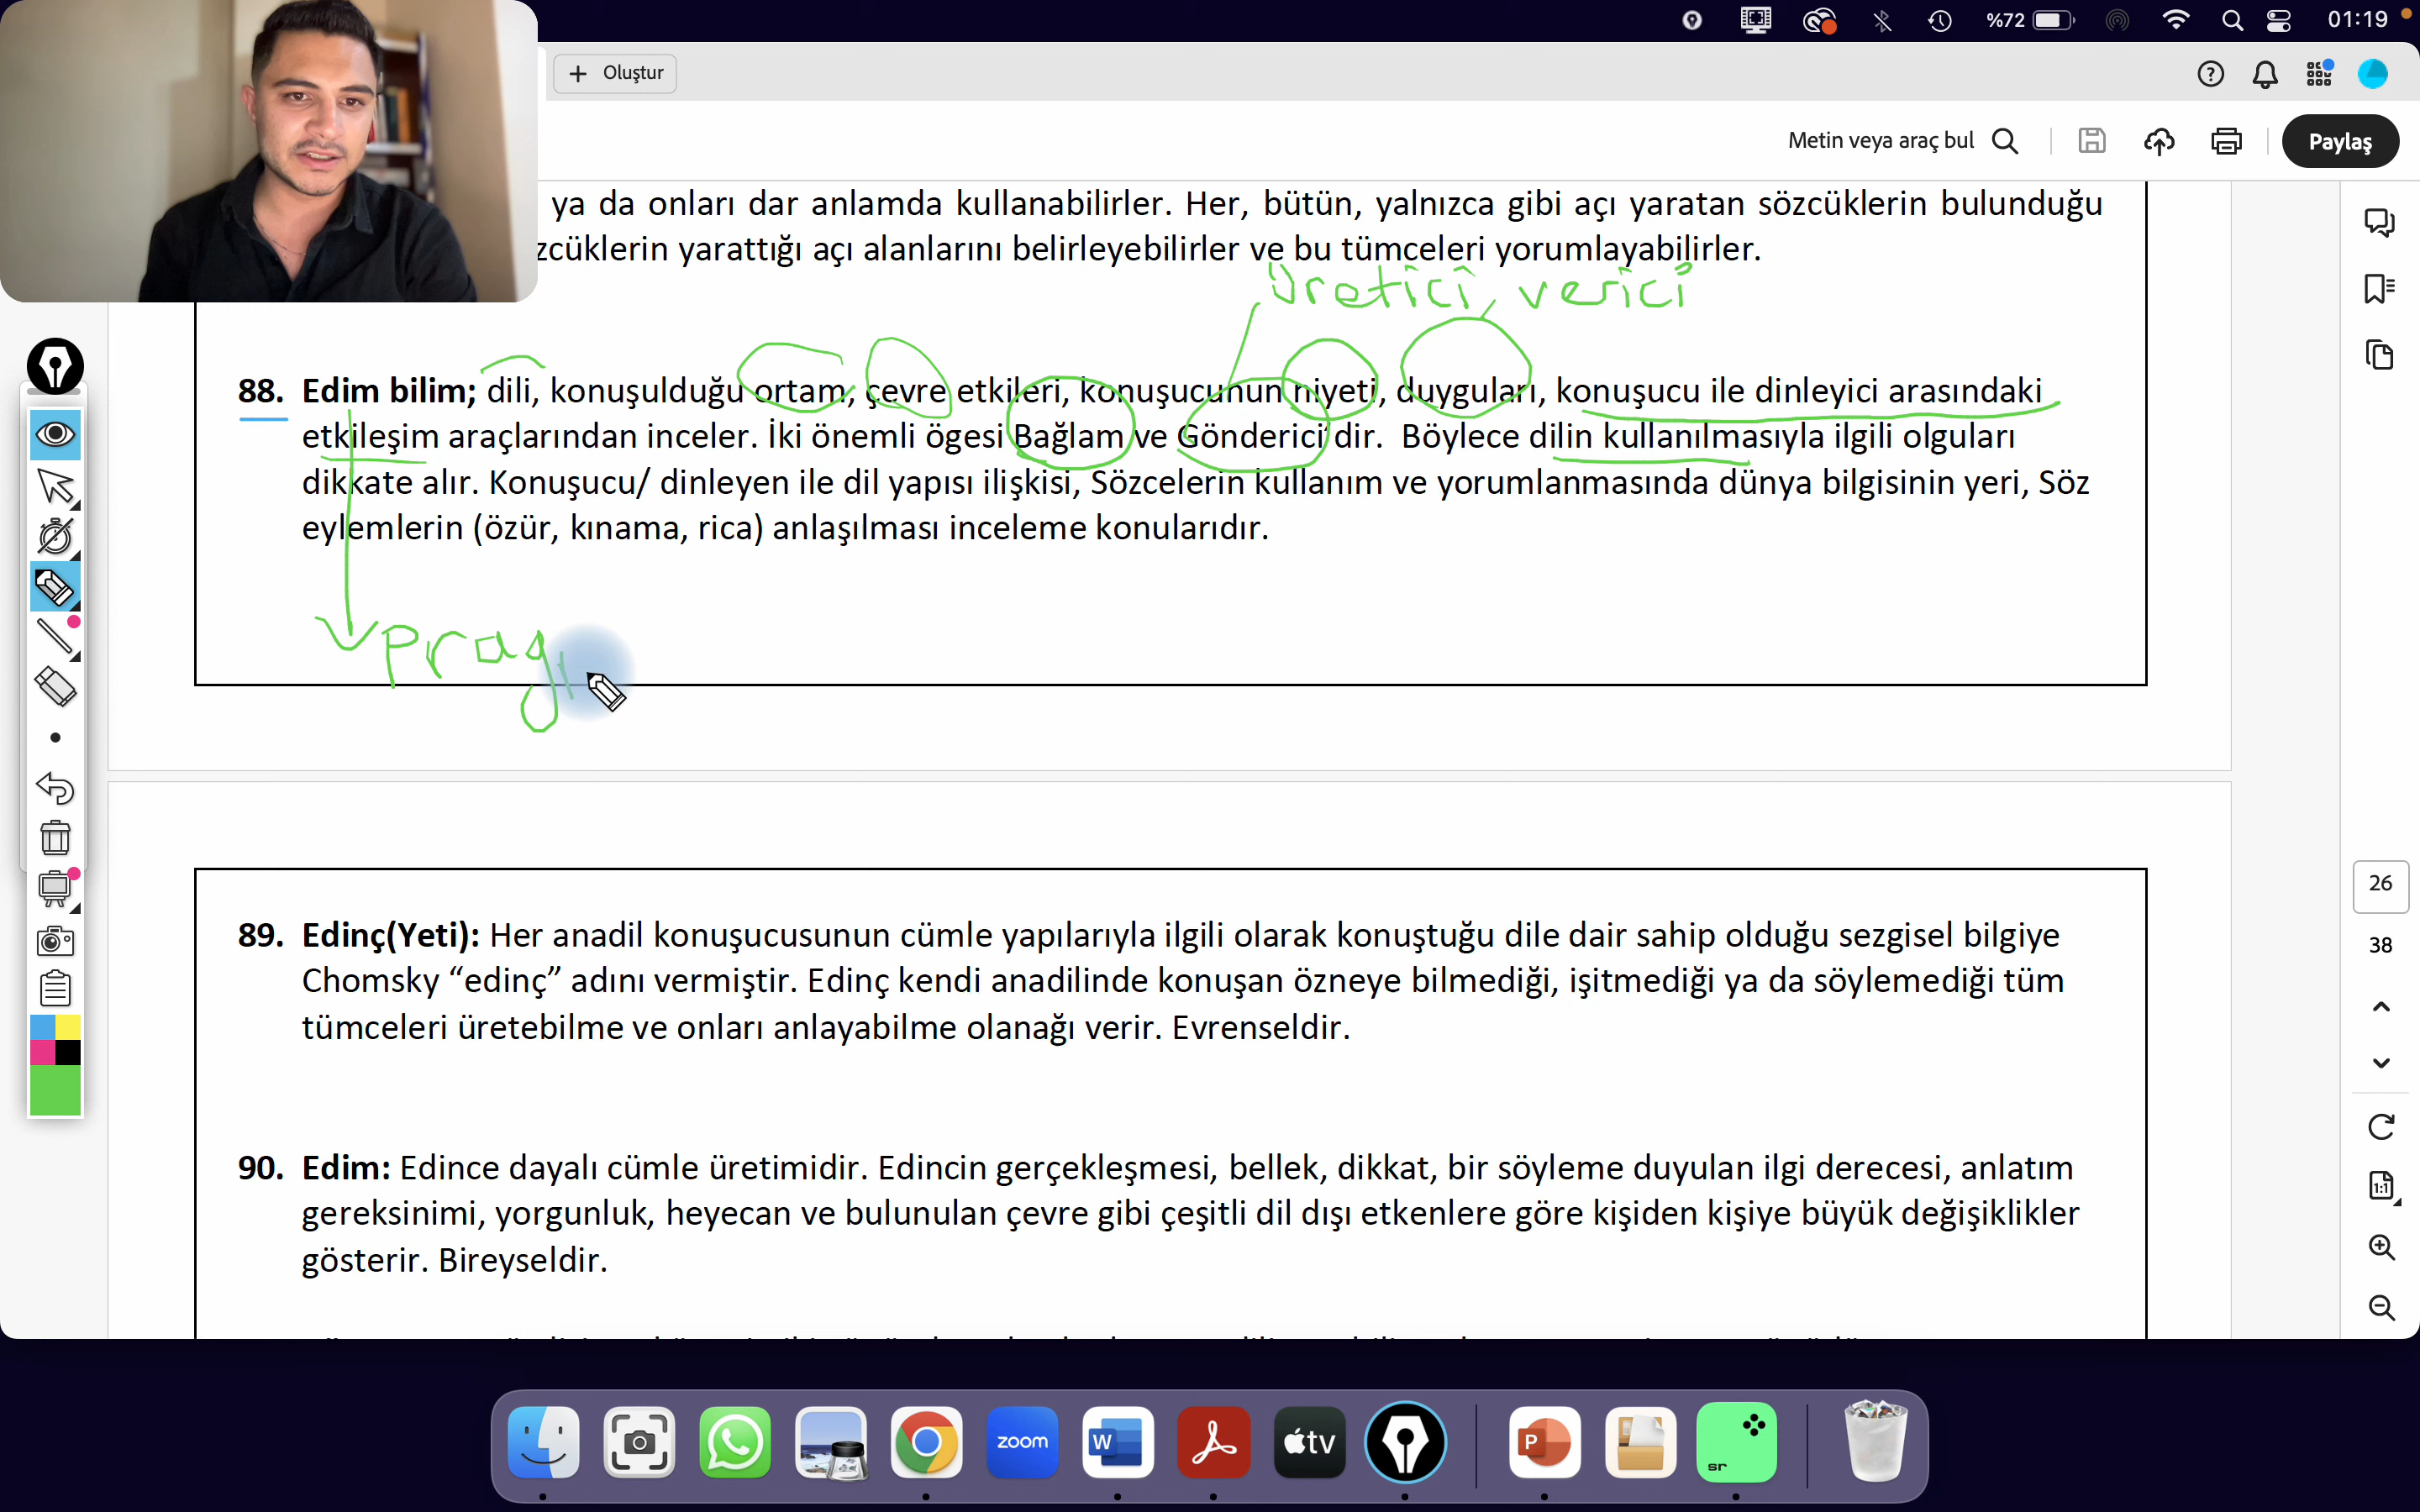 %72
01:19
+ Oluştur
Metin veya araç bul
Paylaş
ya da onları dar anlamda kullanabilirler. Her, bütün, yalnızca gibi açı yaratan sözcüklerin bulunduğu
zcüklerin yarattığı açı alanlarını belirleyebilirler ve bu tümceleri yorumlayabilirler.
üretici, verici
88. Edim bilim; dili, konuşulduğu ortam, çevre etkileri, konuşucunun niyeti, duyguları, konuşucu ile dinleyici arasındaki
etkileşim araçlarından inceler. İki önemli ögesi Bağlam ve Gönderici'dir. Böylece dilin kullanılmasıyla ilgili olguları
dikkate alır. Konuşucu/ dinleyen ile dil yapısı ilişkisi, Sözcelerin kullanım ve yorumlanmasında dünya bilgisinin yeri, Söz
eylemlerin (özür, kınama, rica) anlaşılması inceleme konularıdır.
prag
89. Edinç(Yeti): Her anadil konuşucusunun cümle yapılarıyla ilgili olarak konuştuğu dile dair sahip olduğu sezgisel bilgiye
Chomsky “edinç” adını vermiştir. Edinç kendi anadilinde konuşan özneye bilmediği, işitmediği ya da söylemediği tüm
tümceleri üretebilme ve onları anlayabilme olanağı verir. Evrenseldir.
90. Edim: Edince dayalı cümle üretimidir. Edincin gerçekleşmesi, bellek, dikkat, bir söyleme duyulan ilgi derecesi, anlatım
gereksinimi, yorgunluk, heyecan ve bulunulan çevre gibi çeşitli dil dışı etkenlere göre kişiden kişiye büyük değişiklikler
gösterir. Bireyseldir.
26
38
1:1
zoom
W
tv
P
sr